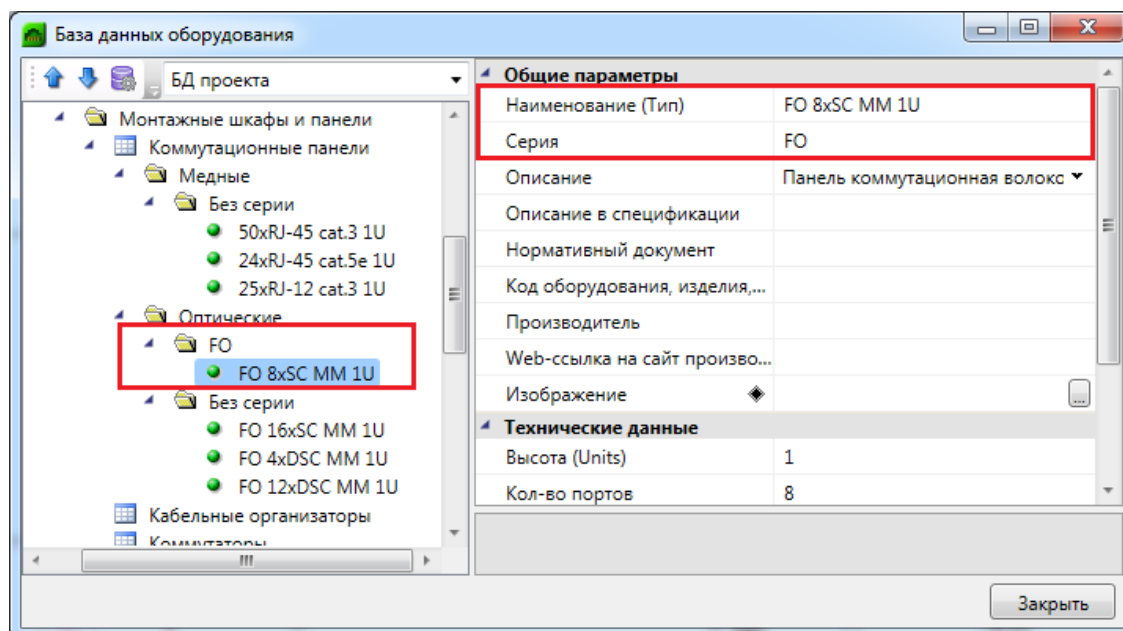 База данных оборудования
БД проекта
Монтажные шкафы и панели
Коммутационные панели
Медные
Без серии
50xRJ-45 cat.3 1U
24xRJ-45 cat.5e 1U
25xRJ-12 cat.3 1U
Оптические
FO
FO 8xSC MM 1U
Без серии
FO 16xSC MM 1U
FO 4xDSC MM 1U
FO 12xDSC MM 1U
Кабельные организаторы
Коммутаторы
Общие параметры
Наименование (Тип) FO 8xSC MM 1U
Серия FO
Описание Панель коммутационная волокс
Описание в спецификации
Нормативный документ
Код оборудования, изделия,...
Производитель
Web-ссылка на сайт произво...
Изображение ...
Технические данные
Высота (Units) 1
Кол-во портов 8
Закрыть